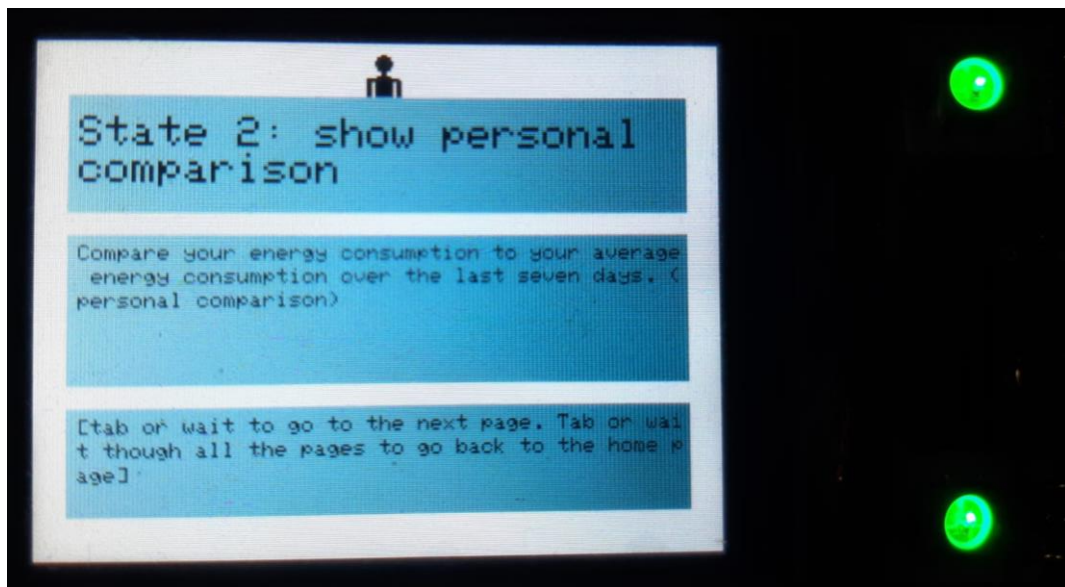 State 2: show personal
comparison
Compare your energy consumption to your average
energy consumption over the last seven days. (
personal comparison)
[tab or wait to go to the next page. Tab or wai
t though all the pages to go back to the home p
age]